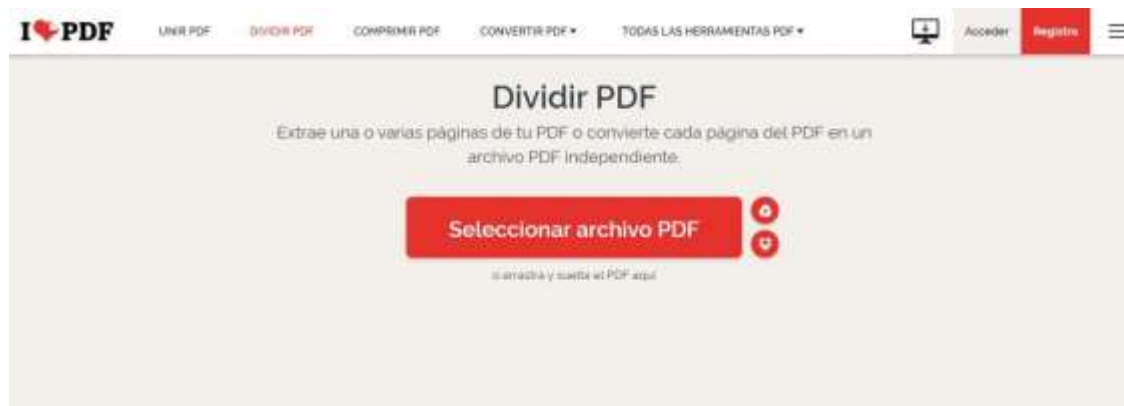 I PDF
UNIR PDF
DIVIDIR PDF
COMPRIMIR PDF
CONVERTIR PDF
TODAS LAS HERRAMIENTAS PDF
Acceder
Registro
Dividir PDF
Extrae una o varias páginas de tu PDF o convierte cada página del PDF en un
archivo PDF independiente.
Seleccionar archivo PDF
o arrastra y suelta el PDF aquí